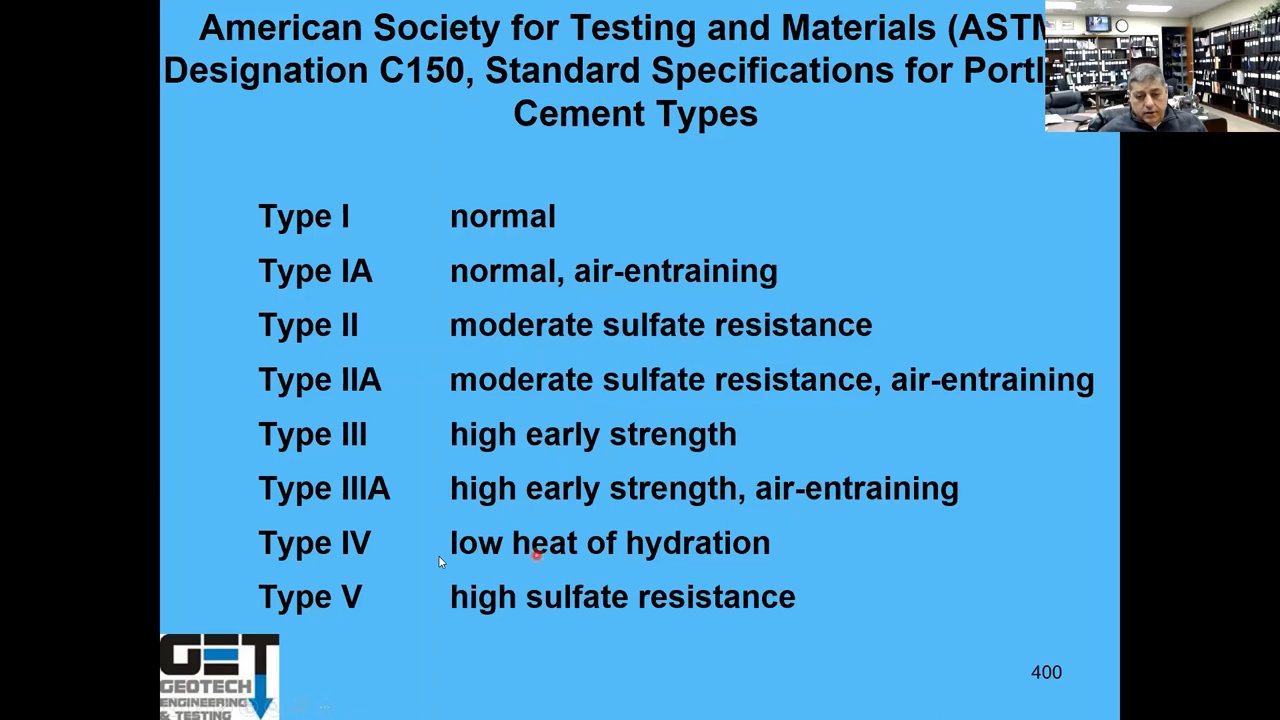 American Society for Testing and Materials (ASTM
Designation C150, Standard Specifications for Portl
Cement Types
Type I normal
Type IA normal, air-entraining
Type II moderate sulfate resistance
Type IIA moderate sulfate resistance, air-entraining
Type III high early strength
Type IIIA high early strength, air-entraining
Type IV low heat of hydration
Type V high sulfate resistance
GET
GEOTECH
ENGINEERING
& TESTING
400